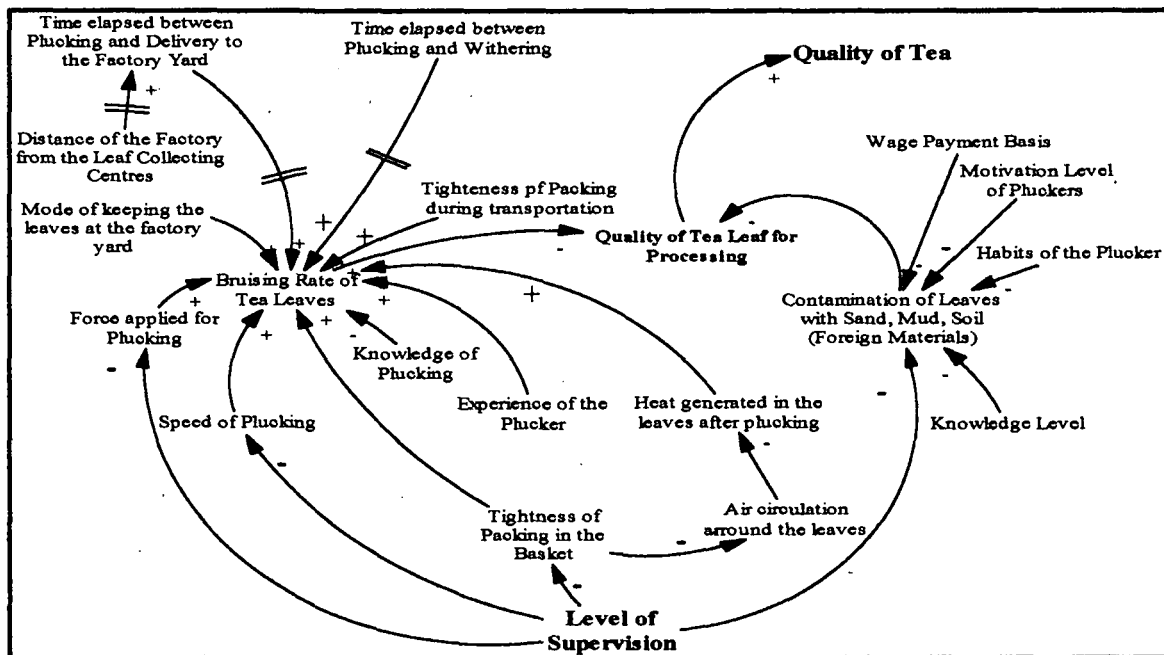 Time elapsed between
Plucking and Delivery to
the Factory Yard
Time elapsed between
Plucking and Withering
Quality of Tea
+
+
Distance of the Factory
from the Leaf Collecting
Centres
Wage Payment Basis
Motivation Level
of Pluckers
Mode of keeping the
leaves at the factory
yard
Tighteness pf Packing
during transportation
+
+
+
+
-
-
Quality of Tea Leaf for
Processing
-
-
Habits of the Plucker
-
Bruising Rate of
Tea Leaves
+
+
+
Contamination of Leaves
with Sand, Mud, Soil
(Foreign Materials)
Force applied for
Plucking
+
+
+
-
Knowledge of
Plucking
-
-
-
Speed of Plucking
Experience of the
Plucker
Heat generated in the
leaves after plucking
Knowledge Level
-
-
Tightness of
Packing in the
Basket
Air circulation
arround the leaves
-
-
Level of
Supervision